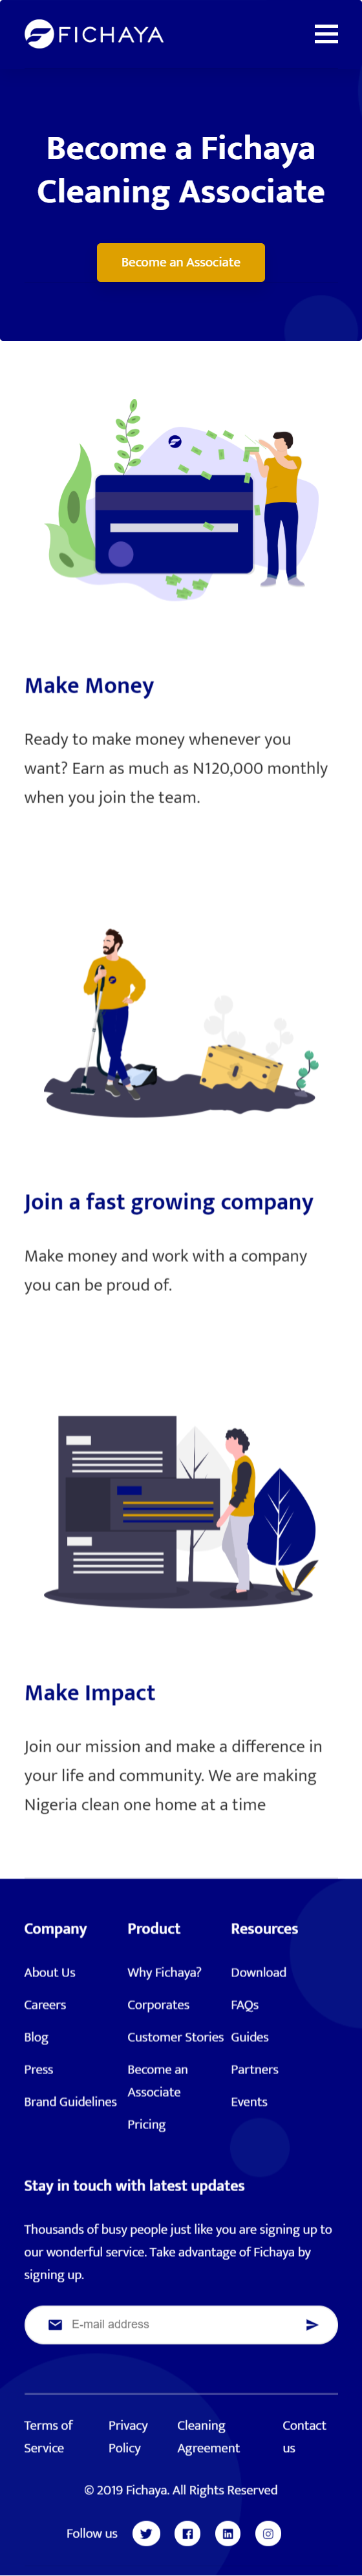 FICHAYA
Become a Fichaya
Cleaning Associate
Become an Associate
Make Money
Ready to make money whenever you
want? Earn as much as N120,000 monthly
when you join the team.
Join a fast growing company
Make money and work with a company
you can be proud of.
Make Impact
Join our mission and make a difference in
your life and community. We are making
Nigeria clean one home at a time
Company
About Us
Careers
Blog
Press
Brand Guidelines
Product
Why Fichaya?
Corporates
Customer Stories
Become an
Associate
Pricing
Resources
Download
FAQs
Guides
Partners
Events
Stay in touch with latest updates
Thousands of busy people just like you are signing up to
our wonderful service. Take advantage of Fichaya by
signing up.
E-mail address
Terms of
Service
Privacy
Policy
Cleaning
Agreement
Contact
us
© 2019 Fichaya. All Rights Reserved
Follow us